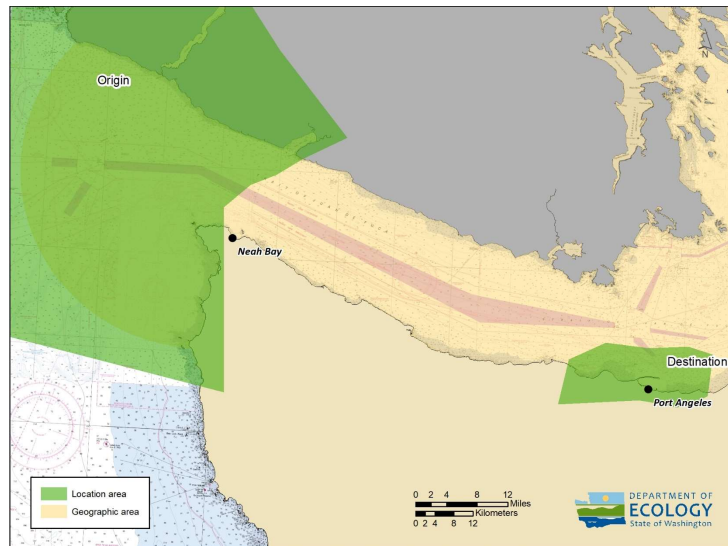 Origin
N
Neah Bay
Destination
Port Angeles
Location area
Geographic area
0 2 4 8 12
Miles
Kilometers
0 2 4 8 12
DEPARTMENT OF
ECOLOGY
State of Washington